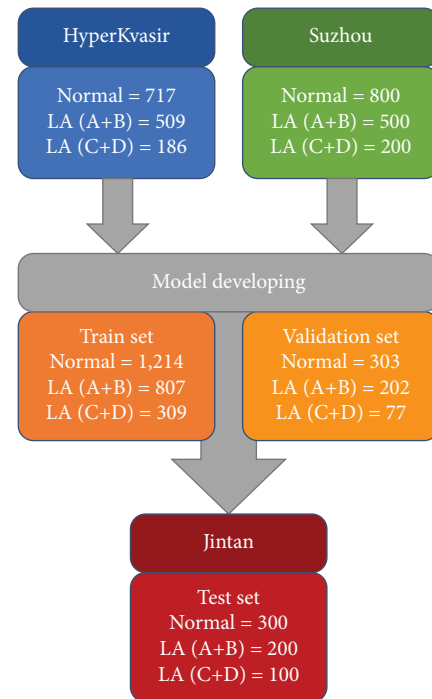 HyperKvasir
Normal = 717
LA (A+B) = 509
LA (C+D) = 186
Suzhou
Normal = 800
LA (A+B) = 500
LA (C+D) = 200
Model developing
Train set
Normal = 1,214
LA (A+B) = 807
LA (C+D) = 309
Validation set
Normal = 303
LA (A+B) = 202
LA (C+D) = 77
Jintan
Test set
Normal = 300
LA (A+B) = 200
LA (C+D) = 100